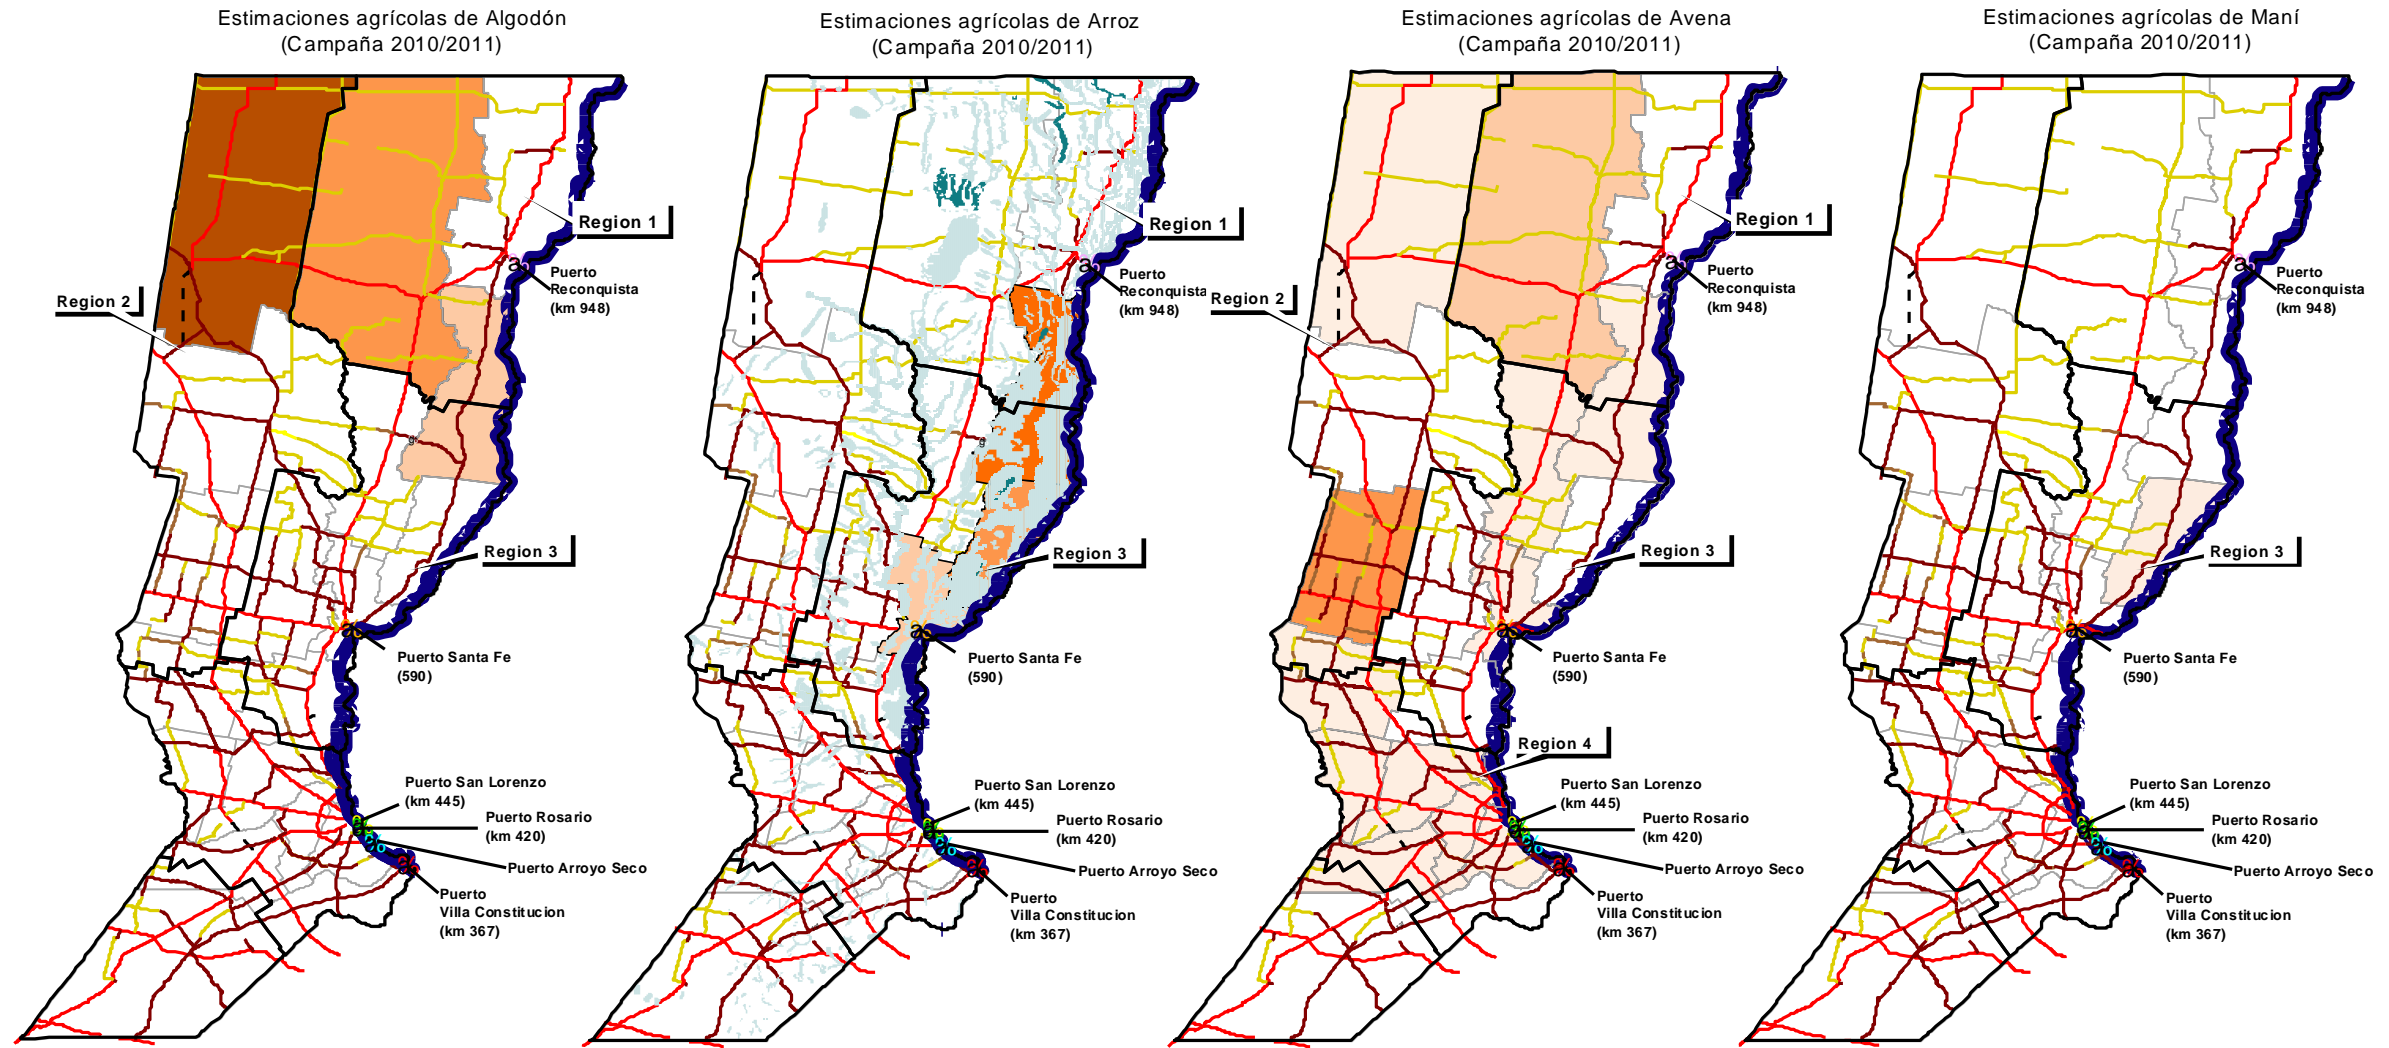 Estimaciones agrícolas de Algodón
(Campaña 2010/2011)
Region 1
Puerto
Reconquista
(km 948)
Region 2
Region 3
Puerto Santa Fe
(590)
Puerto San Lorenzo
(km 445)
Puerto Rosario
(km 420)
Puerto Arroyo Seco
Puerto
Villa Constitucion
(km 367)
Estimaciones agrícolas de Arroz
(Campaña 2010/2011)
Region 1
Puerto
Reconquista
(km 948)
Region 3
Puerto Santa Fe
(590)
Puerto San Lorenzo
(km 445)
Puerto Rosario
(km 420)
Puerto Arroyo Seco
Puerto
Villa Constitucion
(km 367)
Estimaciones agrícolas de Avena
(Campaña 2010/2011)
Region 1
Puerto
Reconquista
(km 948)
Region 2
Region 3
Puerto Santa Fe
(590)
Region 4
Puerto San Lorenzo
(km 445)
Puerto Rosario
(km 420)
Puerto Arroyo Seco
Puerto
Villa Constitucion
(km 367)
Estimaciones agrícolas de Maní
(Campaña 2010/2011)
Puerto
Reconquista
(km 948)
Region 3
Puerto Santa Fe
(590)
Puerto San Lorenzo
(km 445)
Puerto Rosario
(km 420)
Puerto Arroyo Seco
Puerto
Villa Constitucion
(km 367)